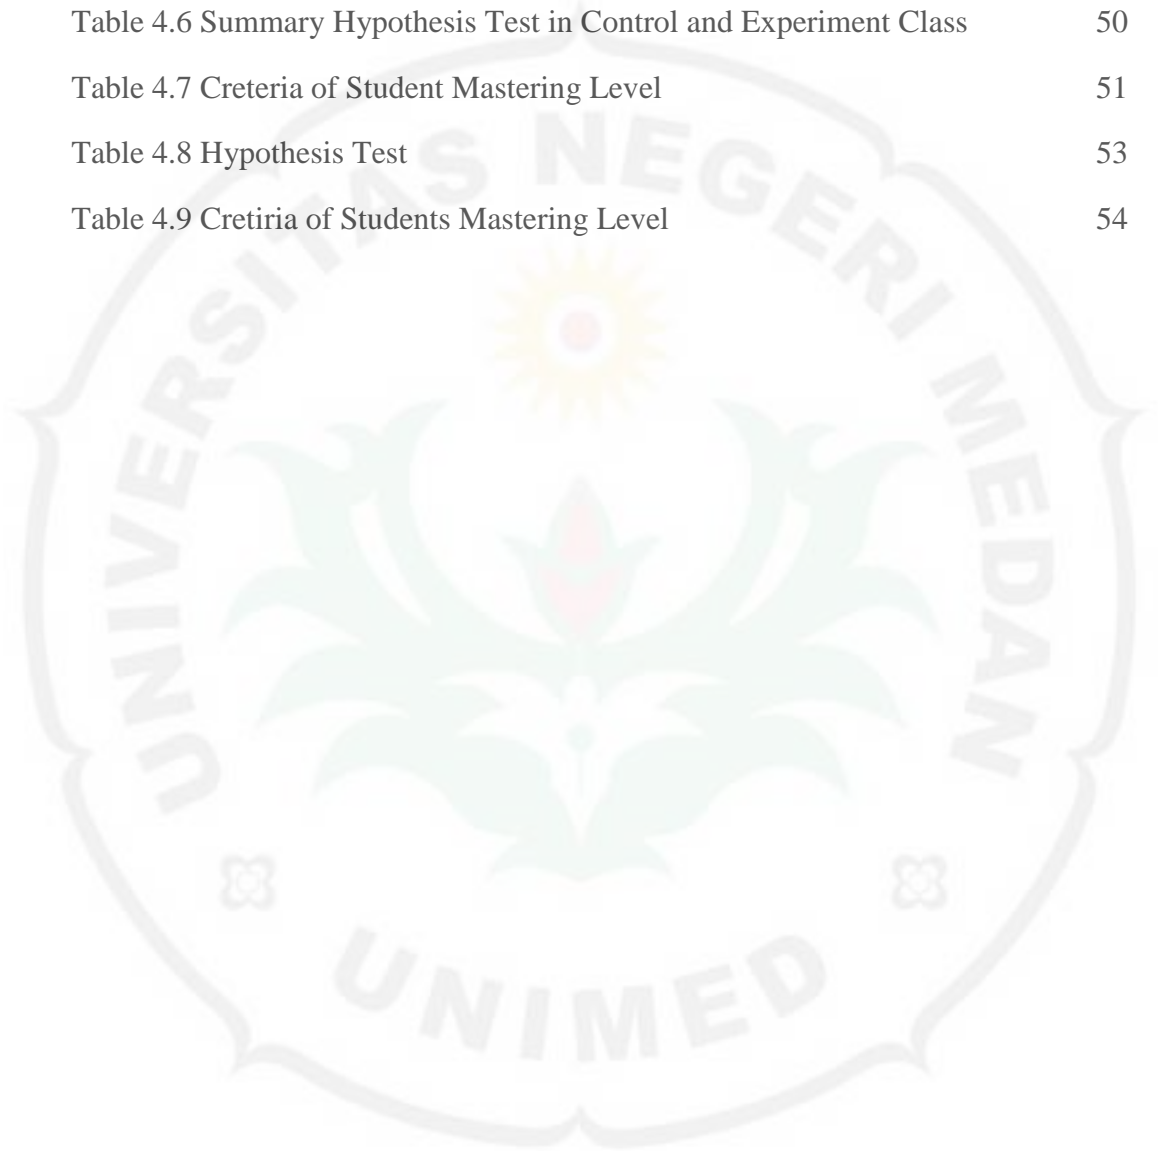 Table 4.6 Summary Hypothesis Test in Control and Experiment Class 50
Table 4.7 Creteria of Student Mastering Level 51
Table 4.8 Hypothesis Test 53
Table 4.9 Cretiria of Students Mastering Level 54
UNIVERSITAS NEGERI MEDAN
UNIMED